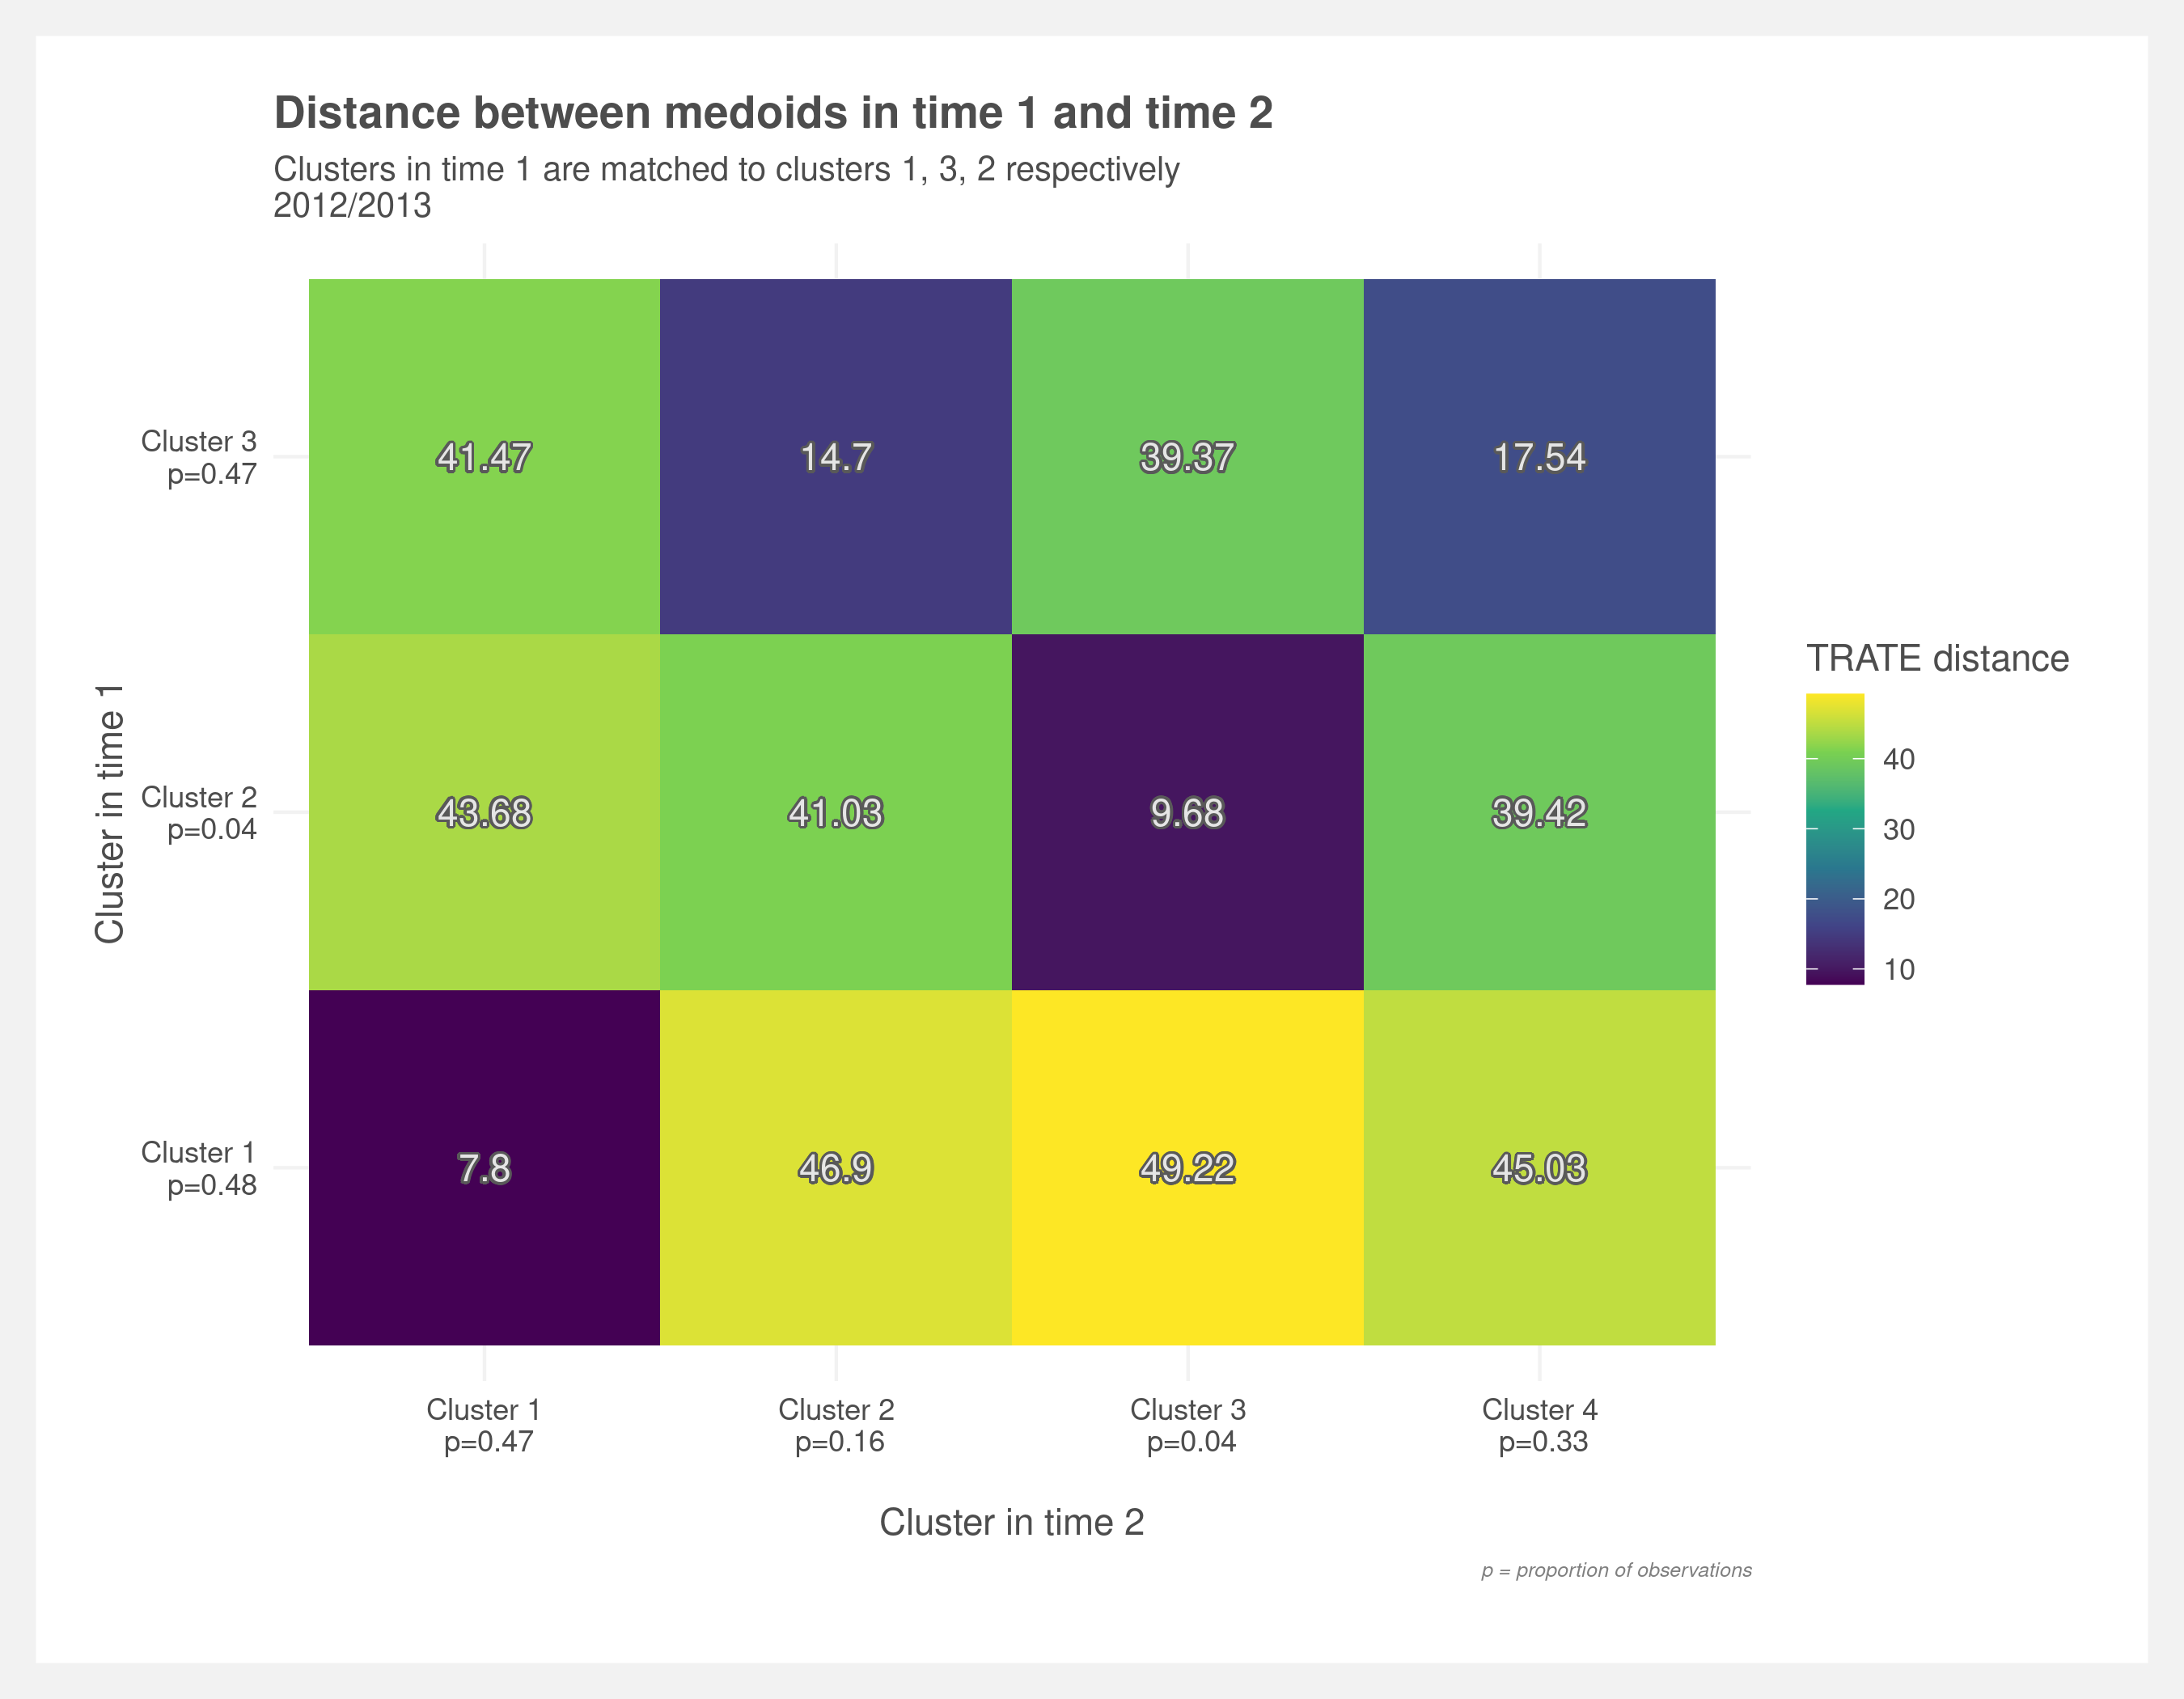 Distance between medoids in time 1 and time 2
Clusters in time 1 are matched to clusters 1, 3, 2 respectively
2012/2013
Cluster in time 1
Cluster 3
p=0.47
41.47 14.7 39.37 17.54
Cluster 2
p=0.04
43.68 41.03 9.68 39.42
Cluster 1
p=0.48
7.8 46.9 49.22 45.03
Cluster 1 Cluster 2 Cluster 3 Cluster 4
p=0.47 p=0.16 p=0.04 p=0.33
Cluster in time 2
TRATE distance
40
30
20
10
p = proportion of observations